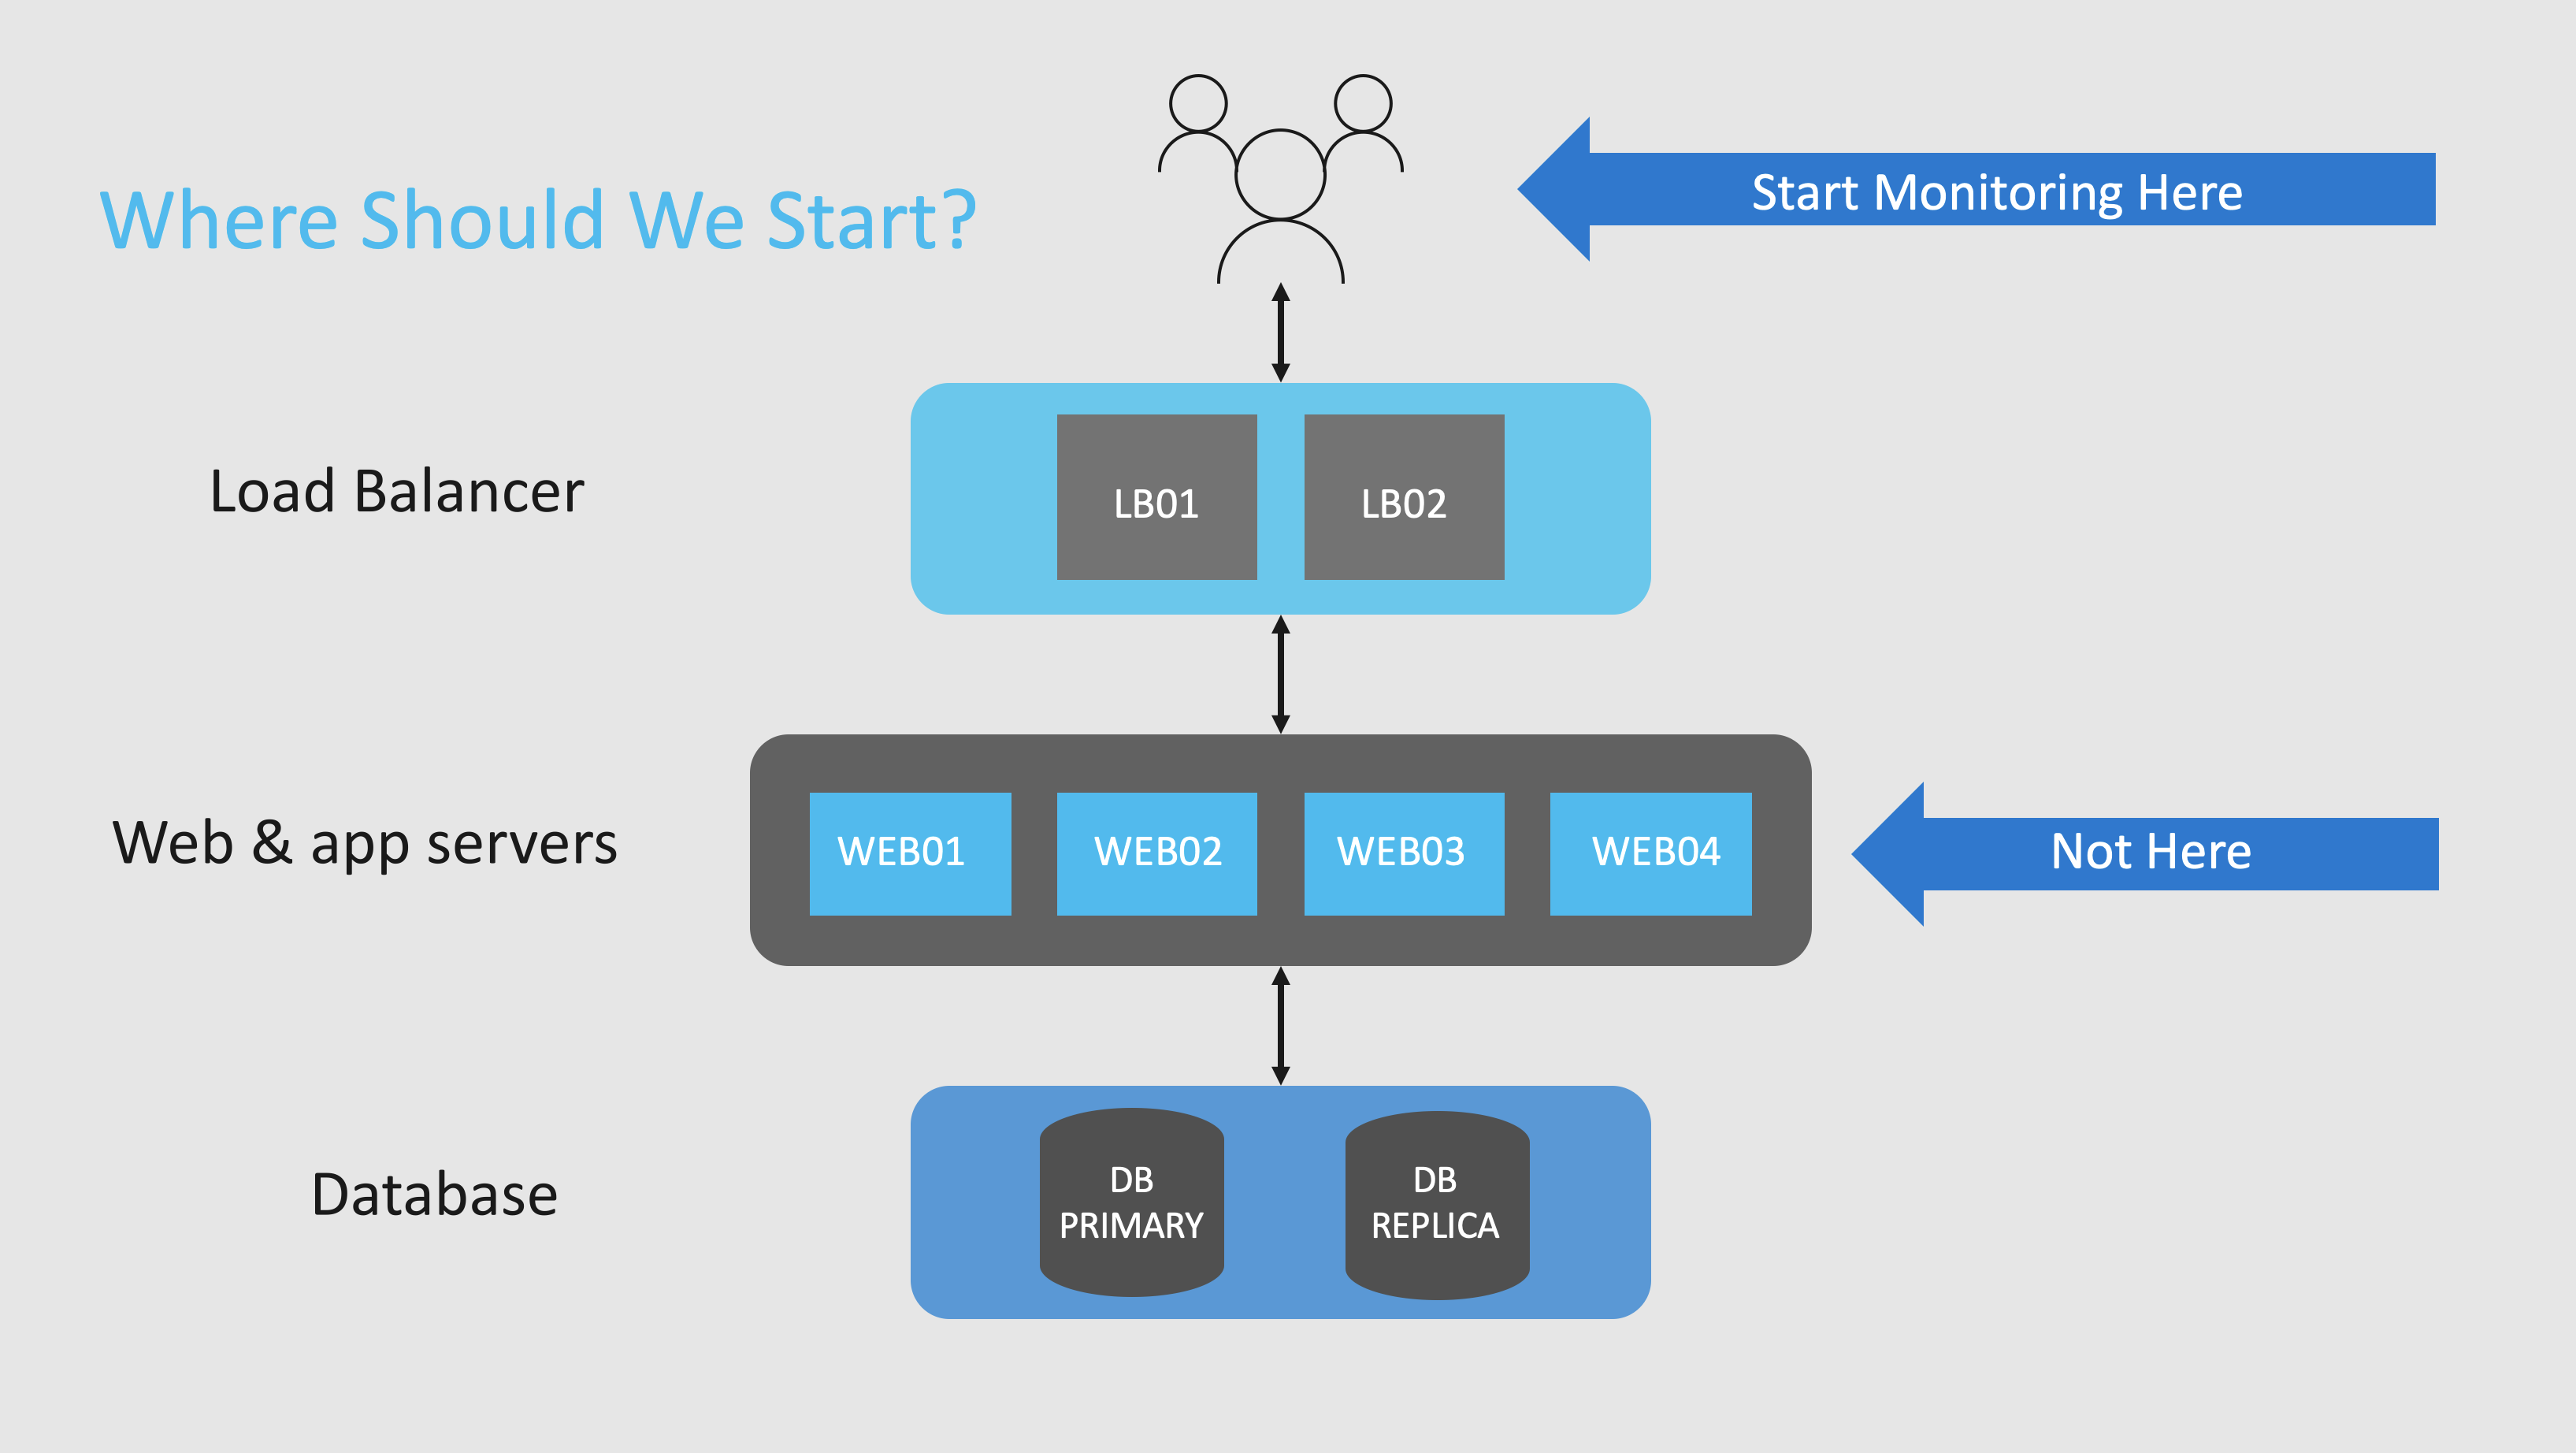 Where Should We Start?
Start Monitoring Here
Load Balancer
LB01
LB02
Web & app servers
WEB01
WEB02
WEB03
WEB04
Not Here
Database
DB
PRIMARY
DB
REPLICA